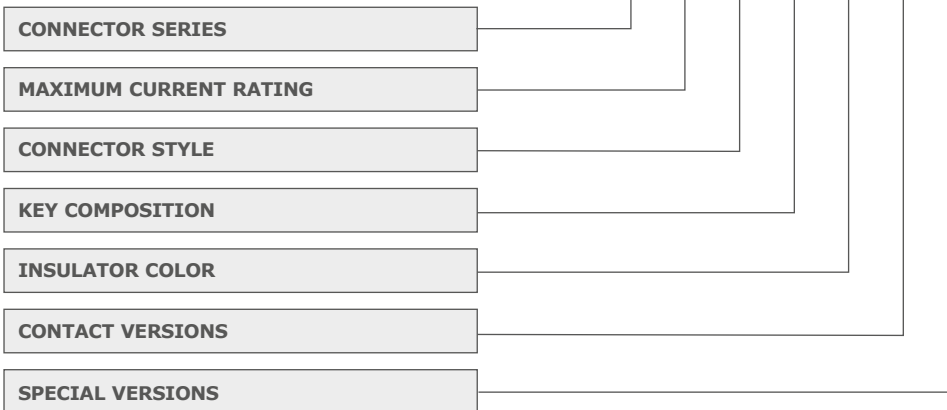 CONNECTOR SERIES
MAXIMUM CURRENT RATING
CONNECTOR STYLE
KEY COMPOSITION
INSULATOR COLOR
CONTACT VERSIONS
SPECIAL VERSIONS